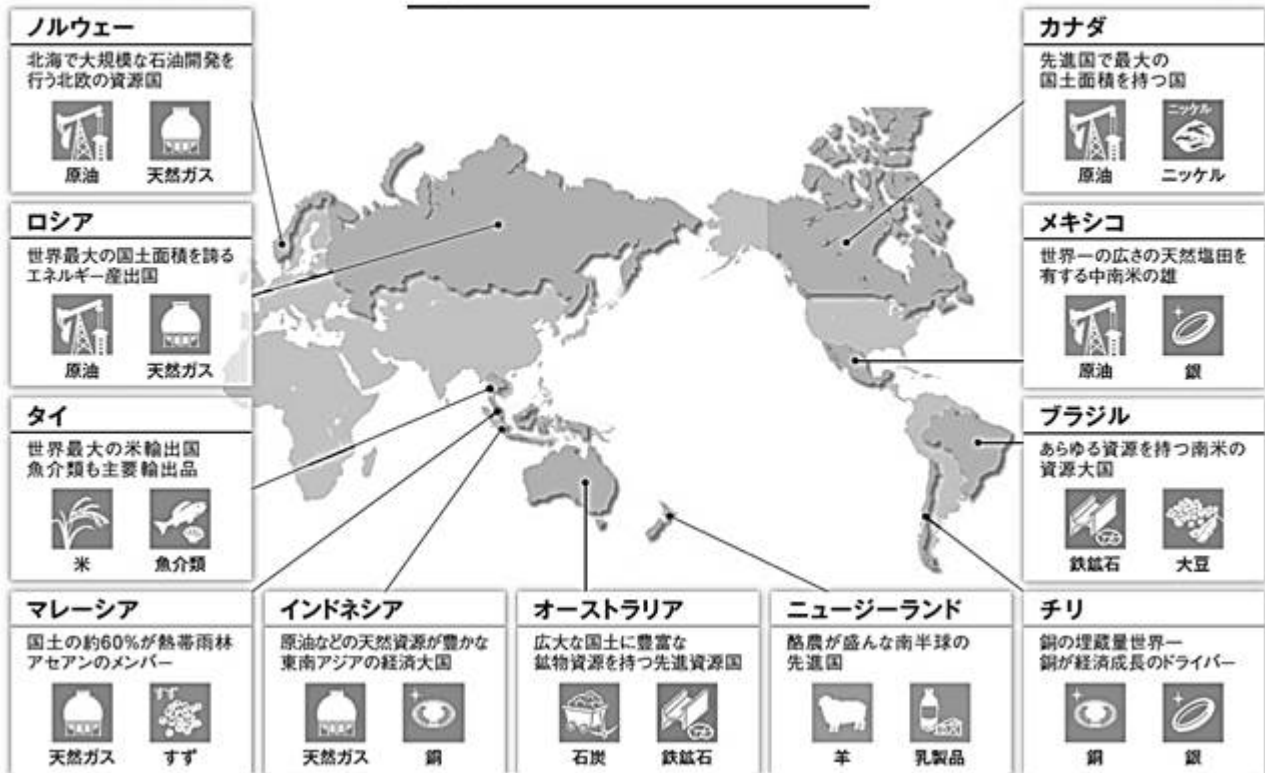 ノルウェー
北海で大規模な石油開発を
行う北欧の資源国
原油 天然ガス
ロシア
世界最大の国土面積を誇る
エネルギー産出国
原油 天然ガス
タイ
世界最大の米輸出国
魚介類も主要輸出品
米 魚介類
カナダ
先進国で最大の
国土面積を持つ国
ニッケル
原油 ニッケル
メキシコ
世界一の広さの天然塩田を
有する中南米の雄
原油 銀
ブラジル
あらゆる資源を持つ南米の
資源大国
鉄鉱石 大豆
マレーシア
国土の約60%が熱帯雨林
アセアンのメンバー
すず
天然ガス すず
インドネシア
原油などの天然資源が豊かな
東南アジアの経済大国
天然ガス 銅
オーストラリア
広大な国土に豊富な
鉱物資源を持つ先進資源国
石炭 鉄鉱石
ニュージーランド
酪農が盛んな南半球の
先進国
羊 乳製品
チリ
銅の埋蔵量世界一
銅が経済成長のドライバー
銅 銀